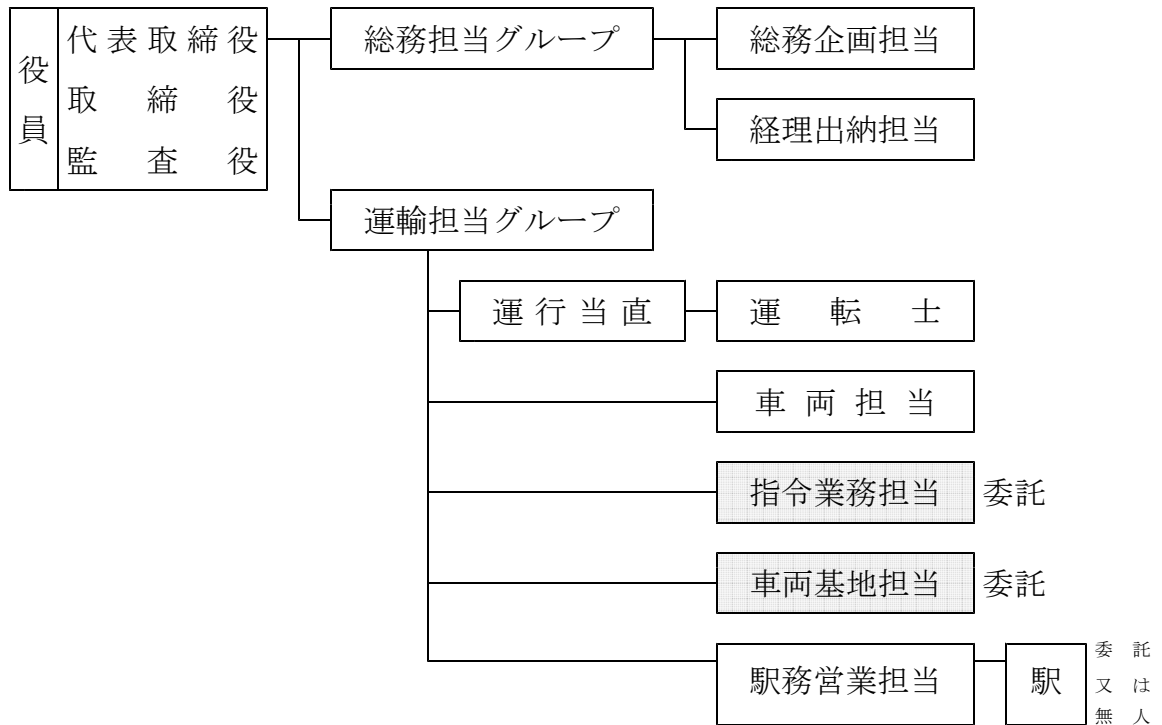 役員
代表取締役
取締役
監査役
総務担当グループ
総務企画担当
経理出納担当
運輸担当グループ
運行当直
運転士
車両担当
指令業務担当
委託
車両基地担当
委託
駅務営業担当
駅
委託
又は
無人